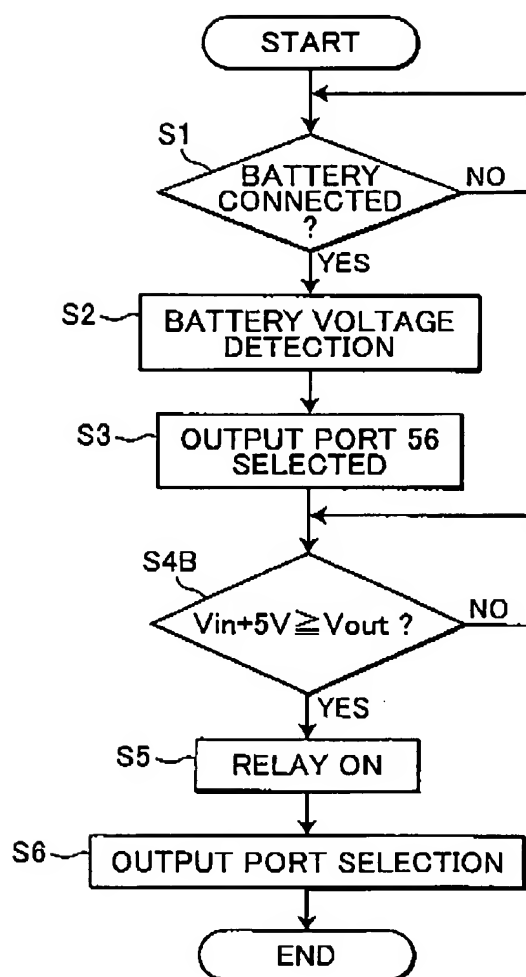 START
S1
BATTERY
CONNECTED
?
NO
YES
S2
BATTERY VOLTAGE
DETECTION
S3
OUTPUT PORT 56
SELECTED
S4B
Vin+5V≧Vout ?
NO
YES
S5
RELAY ON
S6
OUTPUT PORT SELECTION
END